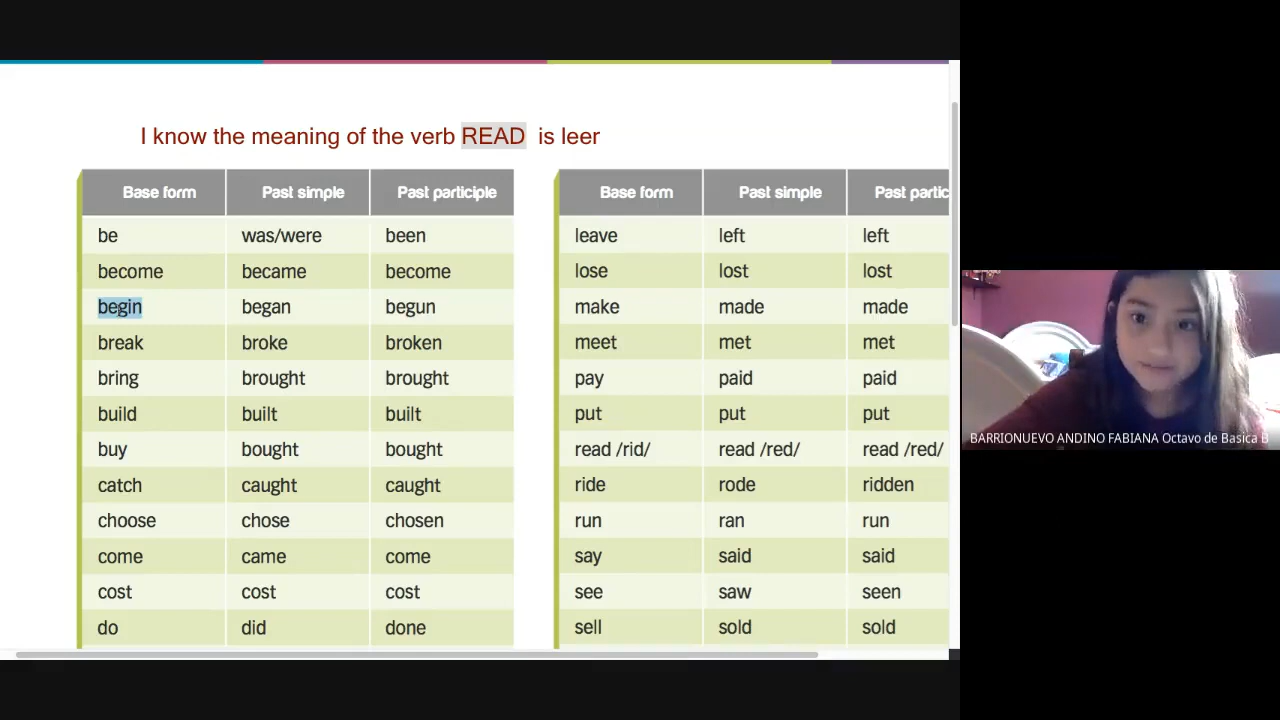 I know the meaning of the verb READ is leer
Base form Past simple Past participle
be was/were been
become became become
begin began begun
break broke broken
bring brought brought
build built built
buy bought bought
catch caught caught
choose chose chosen
come came come
cost cost cost
do did done
Base form Past simple Past partic
leave left left
lose lost lost
make made made
meet met met
pay paid paid
put put put
read /rid/ read /red/ read /red/
ride rode ridden
run ran run
say said said
see saw seen
sell sold sold
BARRIONUEVO ANDINO FABIANA Octavo de Basica B